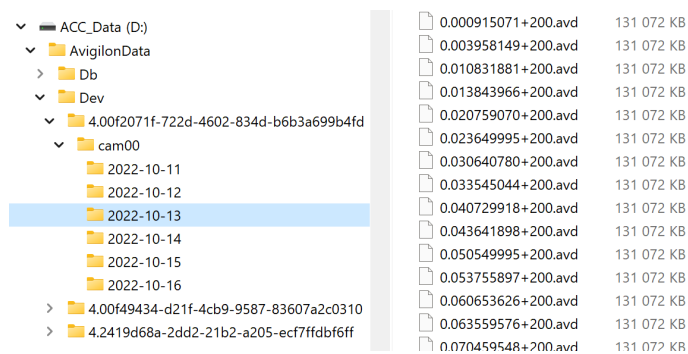 ACC_Data (D:)
AvigilonData
Db
Dev
4.00f2071f-722d-4602-834d-b6b3a699b4fd
cam00
2022-10-11
2022-10-12
2022-10-13
2022-10-14
2022-10-15
2022-10-16
4.00f49434-d21f-4cb9-9587-83607a2c0310
4.2419d68a-2dd2-21b2-a205-ecf7ffdbf6ff
0.000915071+200.avd 131 072 KB
0.003958149+200.avd 131 072 KB
0.010831881+200.avd 131 072 KB
0.013843966+200.avd 131 072 KB
0.020759070+200.avd 131 072 KB
0.023649995+200.avd 131 072 KB
0.030640780+200.avd 131 072 KB
0.033545044+200.avd 131 072 KB
0.040729918+200.avd 131 072 KB
0.043641898+200.avd 131 072 KB
0.050549995+200.avd 131 072 KB
0.053755897+200.avd 131 072 KB
0.060653626+200.avd 131 072 KB
0.063559576+200.avd 131 072 KB
0.070459548+200.avd 131 072 KB